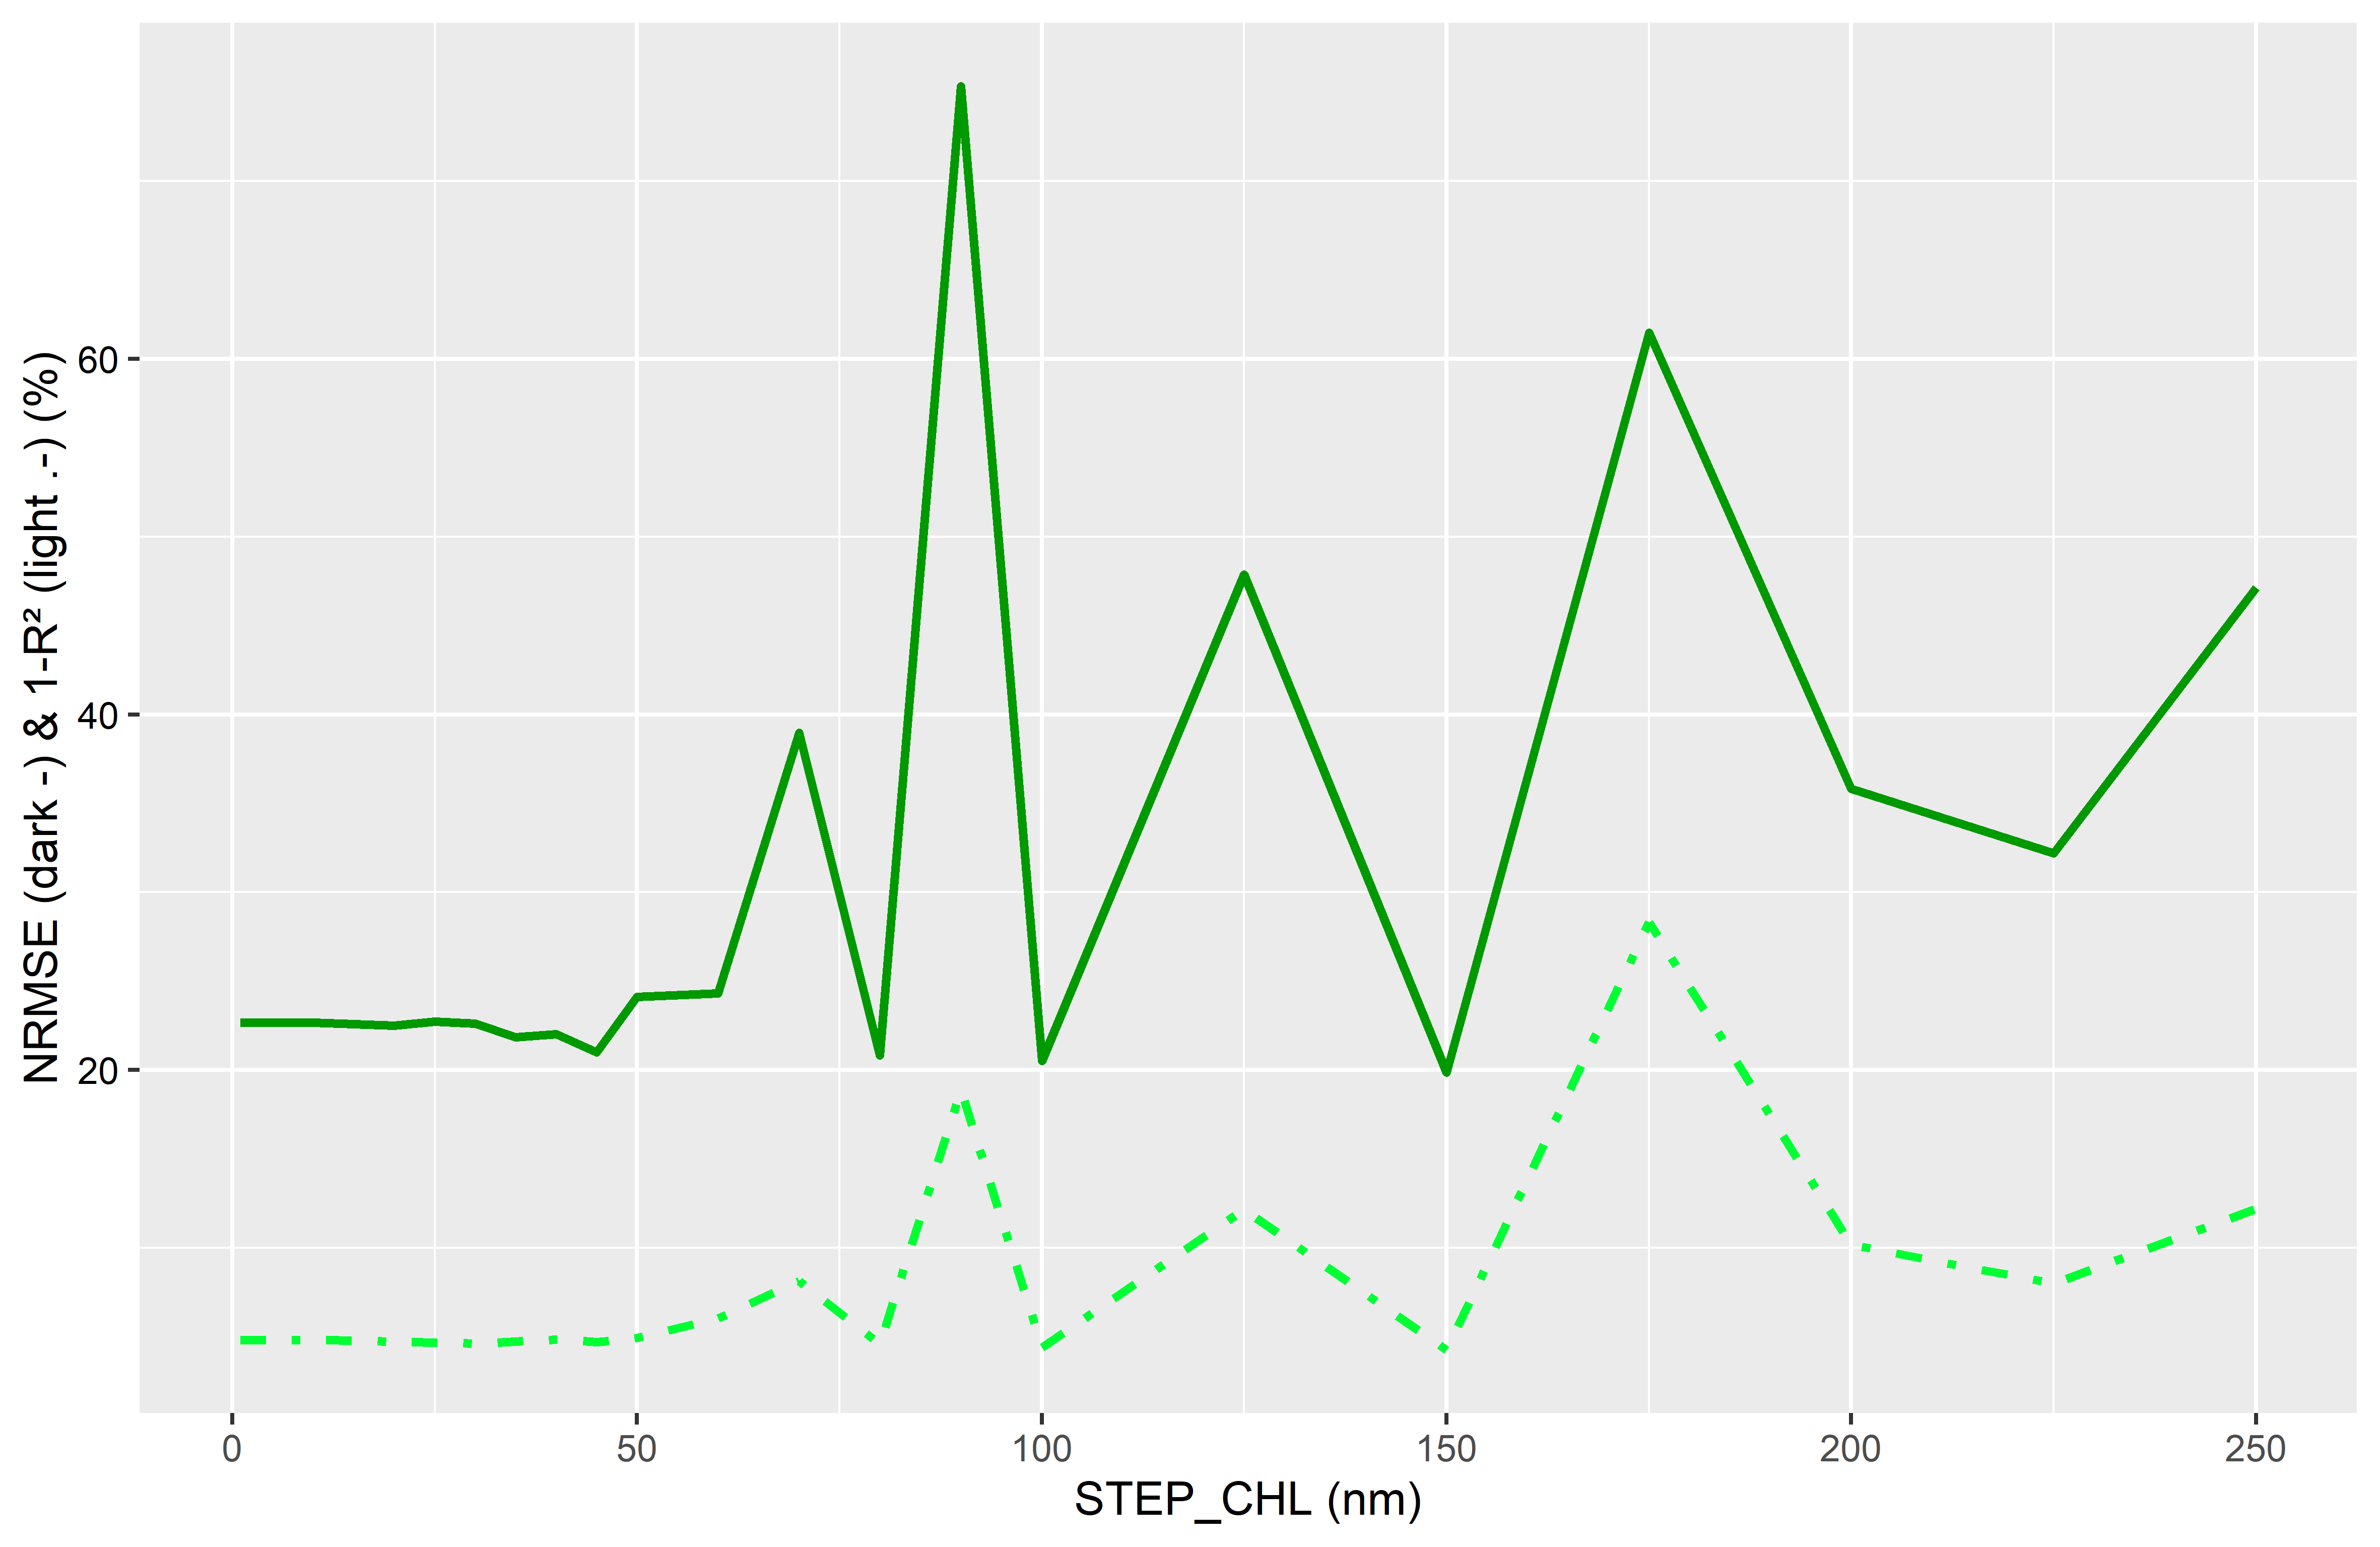 NRMSE (dark -) & 1-R² (light .-) (%)
60
40
20
0 50 100 150 200 250
STEP_CHL (nm)